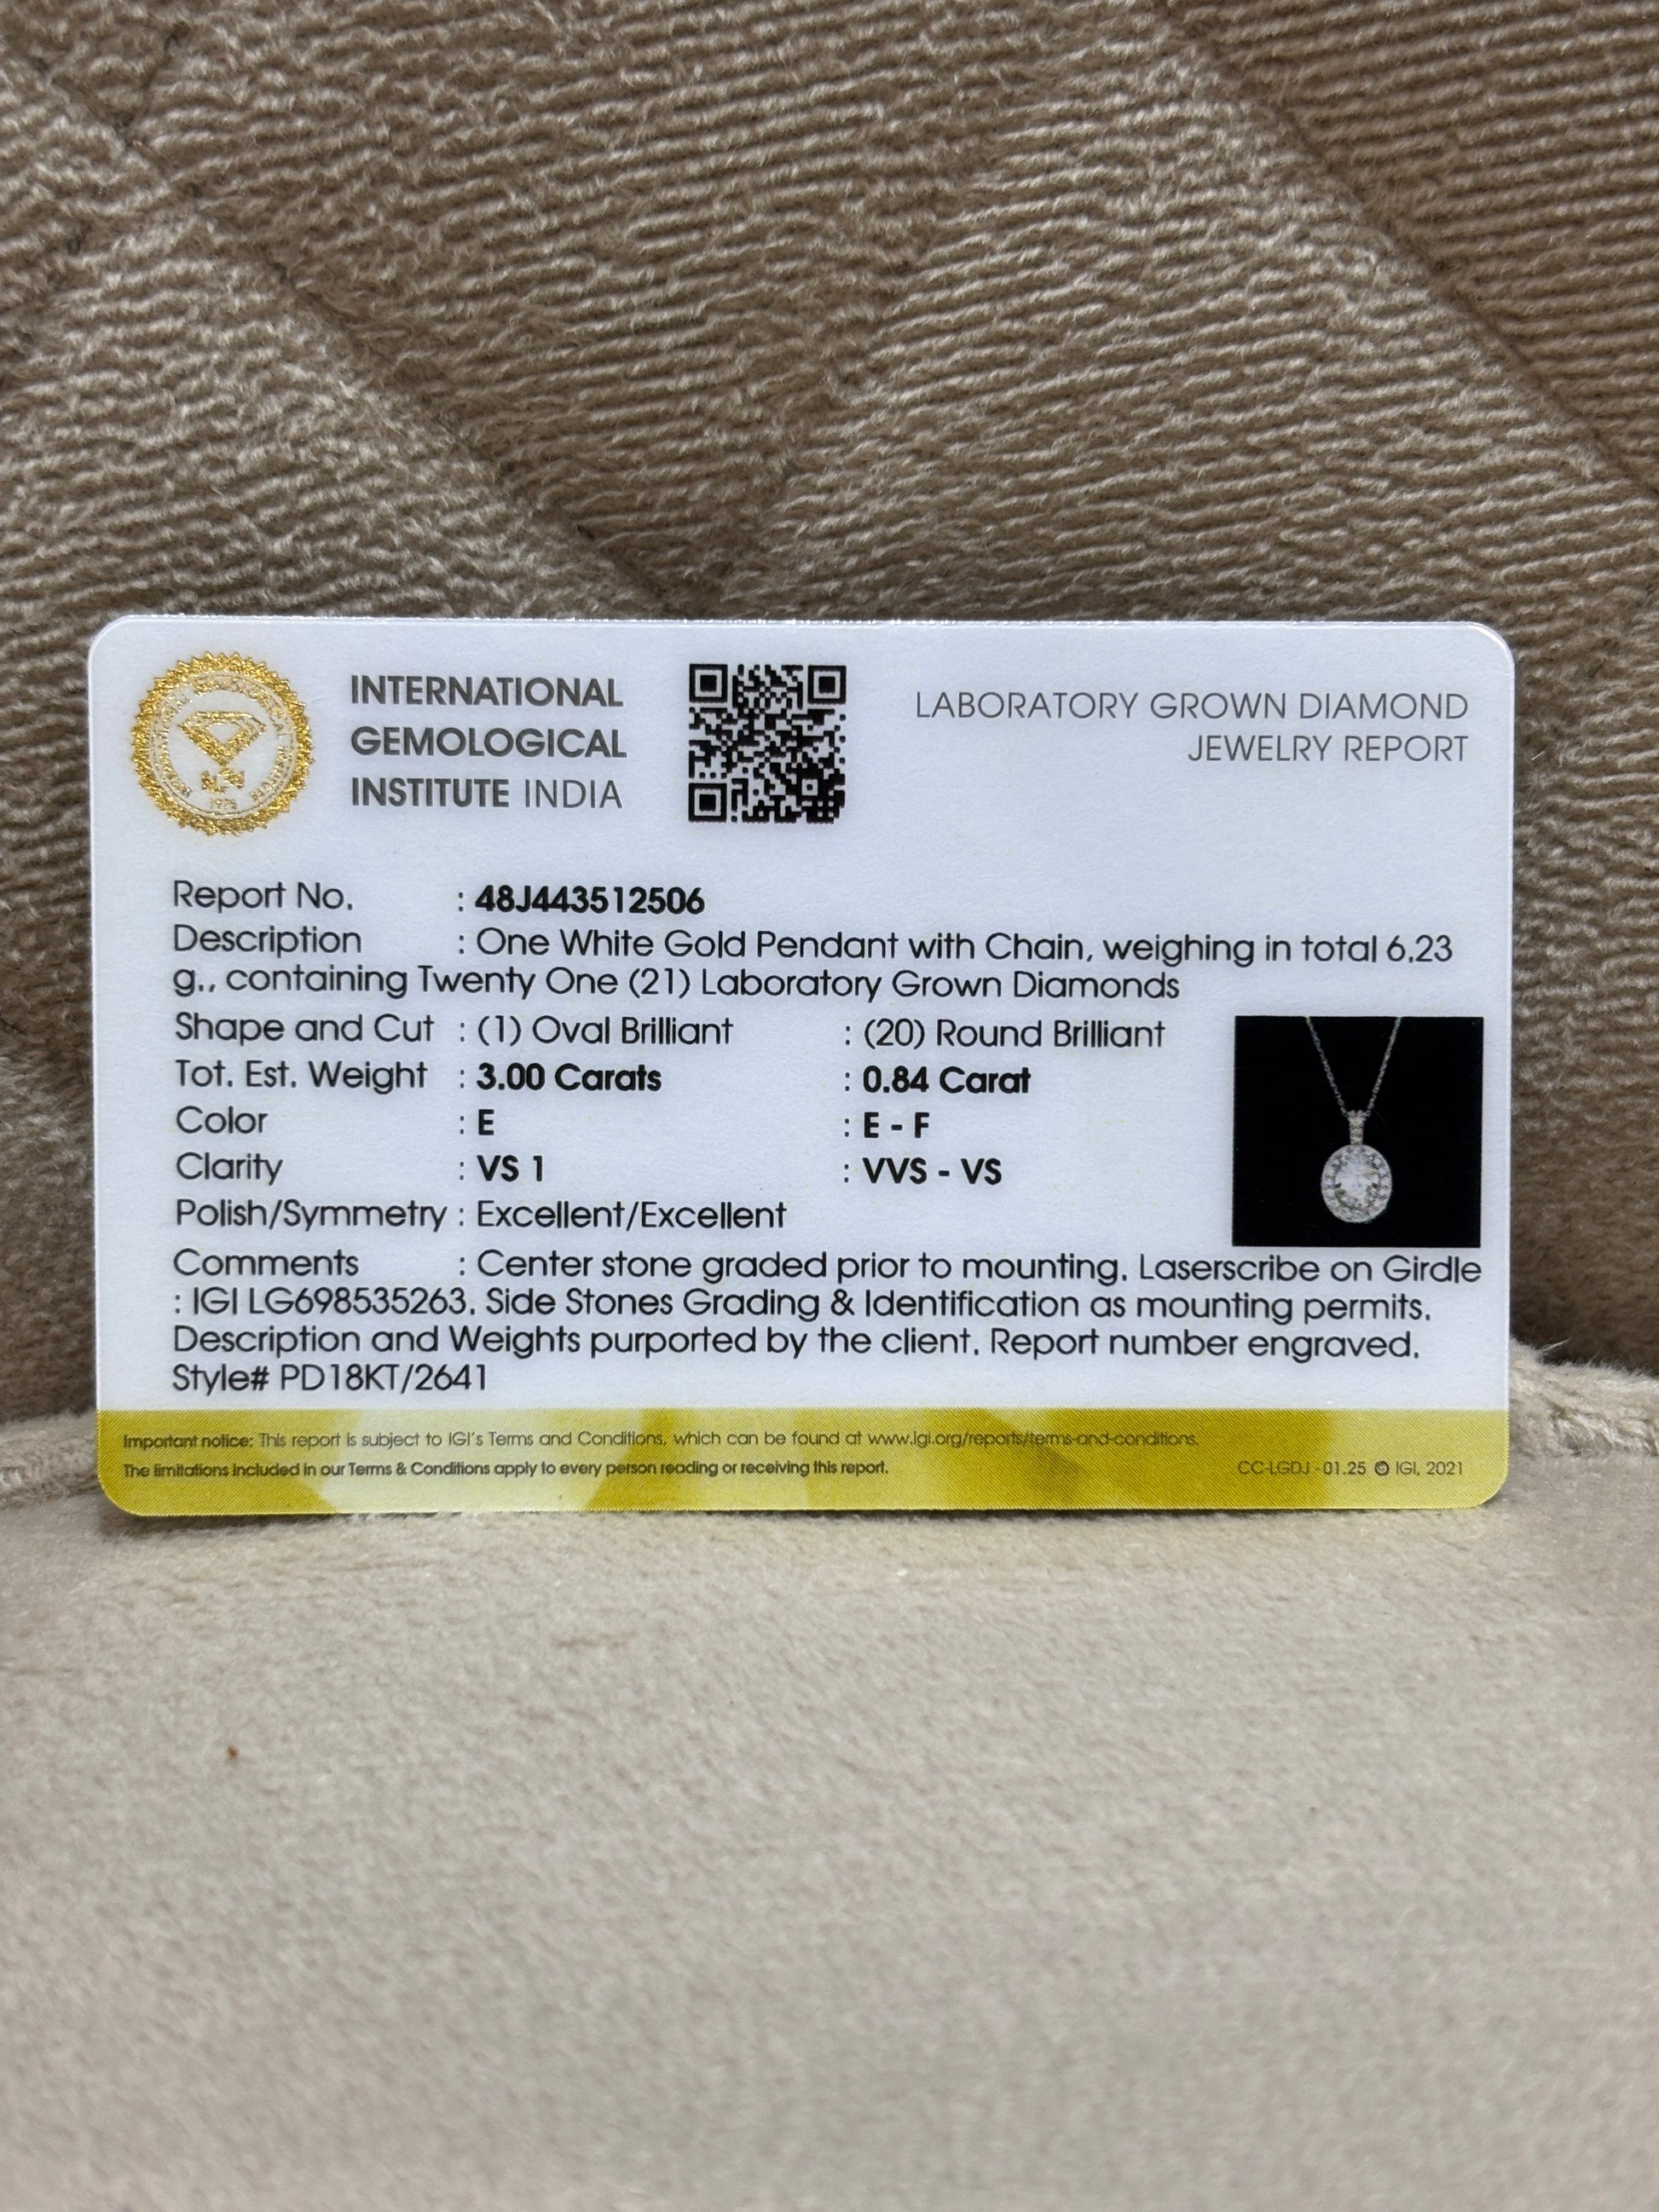 INTERNATIONAL
GEMOLOGICAL
INSTITUTE INDIA
1975
LABORATORY GROWN DIAMOND
JEWELRY REPORT
Report No. : 48J443512506
Description : One White Gold Pendant with Chain, weighing in total 6.23
g., containing Twenty One (21) Laboratory Grown Diamonds
Shape and Cut : (1) Oval Brilliant : (20) Round Brilliant
Tot. Est. Weight : 3.00 Carats : 0.84 Carat
Color : E : E - F
Clarity : VS 1 : VVS - VS
Polish/Symmetry : Excellent/Excellent
Comments : Center stone graded prior to mounting. Laserscribe on Girdle
: IGI LG698535263. Side Stones Grading & Identification as mounting permits.
Description and Weights purported by the client. Report number engraved.
Style# PD18KT/2641
Important notice: This report is subject to IGI's Terms and Conditions, which can be found at www.igi.org/reports/terms-and-conditions.
The limitations included in our Terms & Conditions apply to every person reading or receiving this report.
CC-LGDJ -01.25 © IGI, 2021